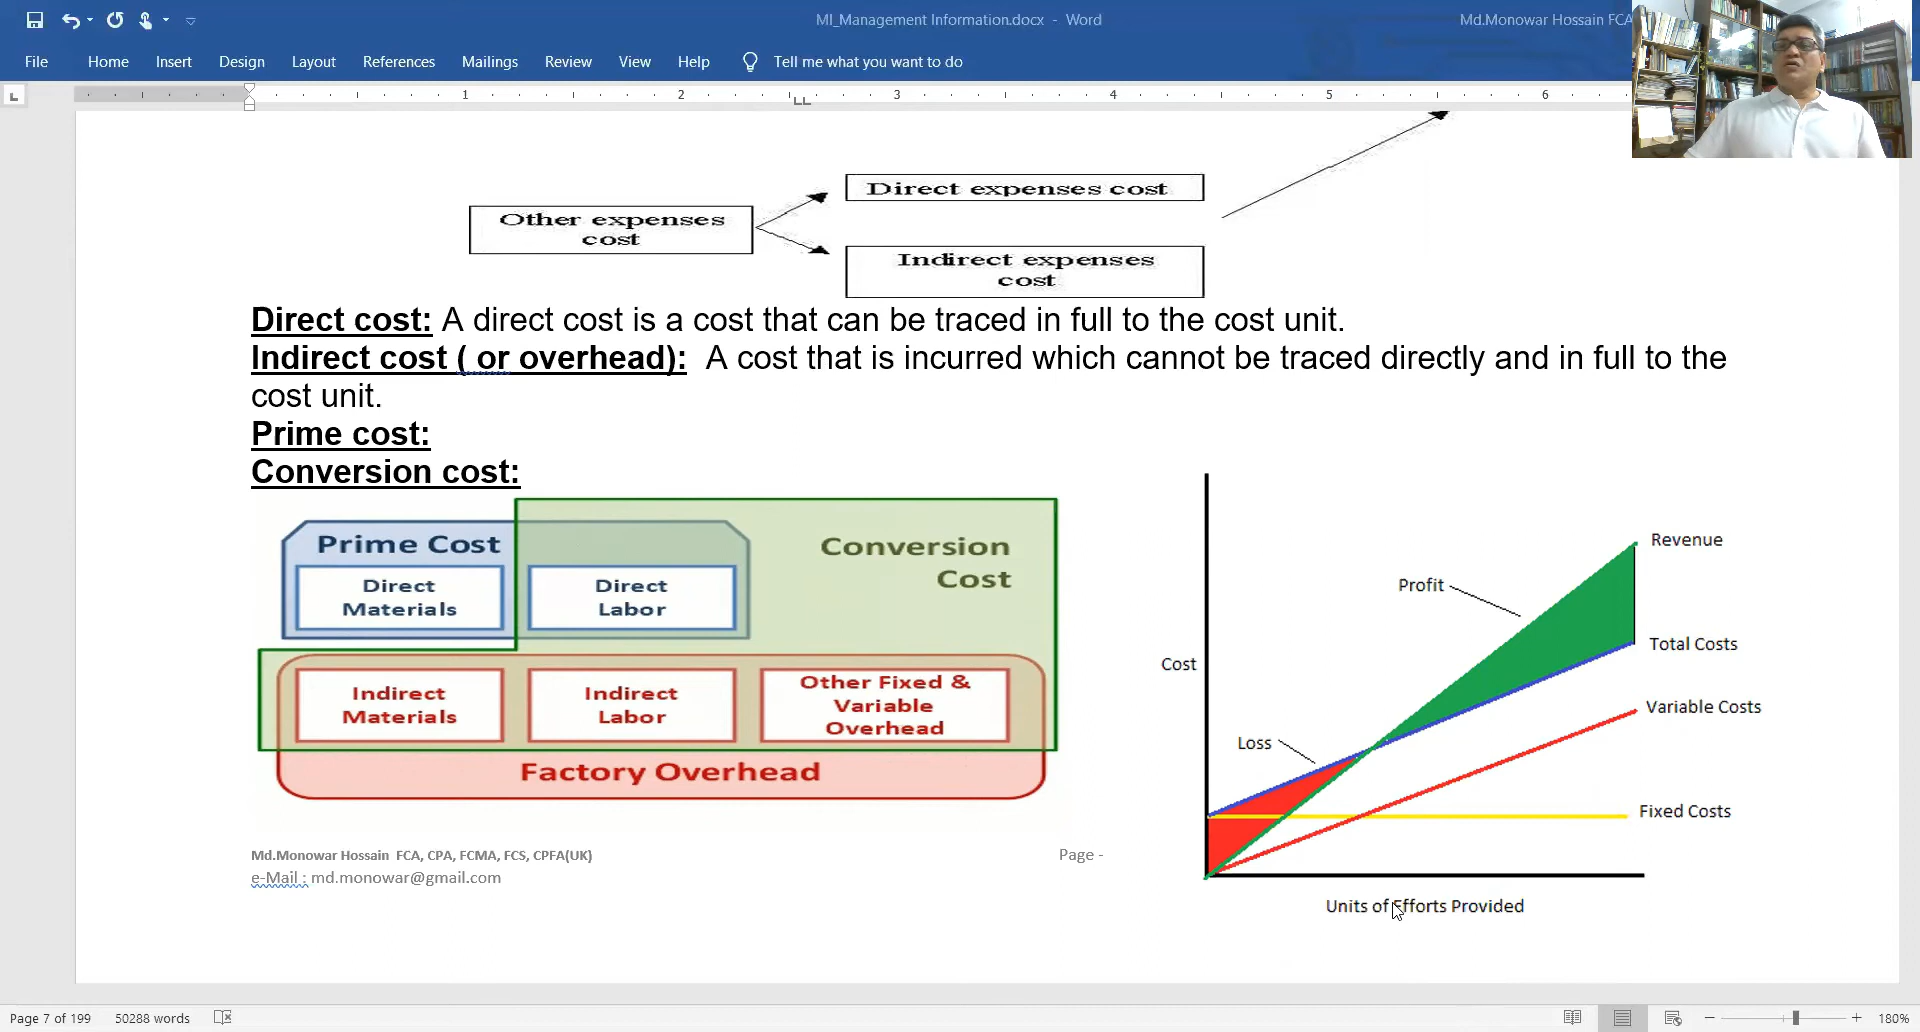 MI_Management Information.docx - Word
Md.Monowar Hossain FCA
File Home Insert Design Layout References Mailings Review View Help Tell me what you want to do
1 2 3 4 5 6
Other expenses
cost
Direct expenses cost
Indirect expenses
cost
Direct cost: A direct cost is a cost that can be traced in full to the cost unit.
Indirect cost ( or overhead): A cost that is incurred which cannot be traced directly and in full to the
cost unit.
Prime cost:
Conversion cost:
Prime Cost
Conversion
Cost
Direct
Materials
Direct
Labor
Indirect
Materials
Indirect
Labor
Other Fixed &
Variable
Overhead
Factory Overhead
Revenue
Profit
Total Costs
Cost
Variable Costs
Loss
Fixed Costs
Units of Efforts Provided
Md.Monowar Hossain FCA, CPA, FCMA, FCS, CPFA(UK)
Page -
e-Mail : md.monowar@gmail.com
Page 7 of 199 50288 words
180%